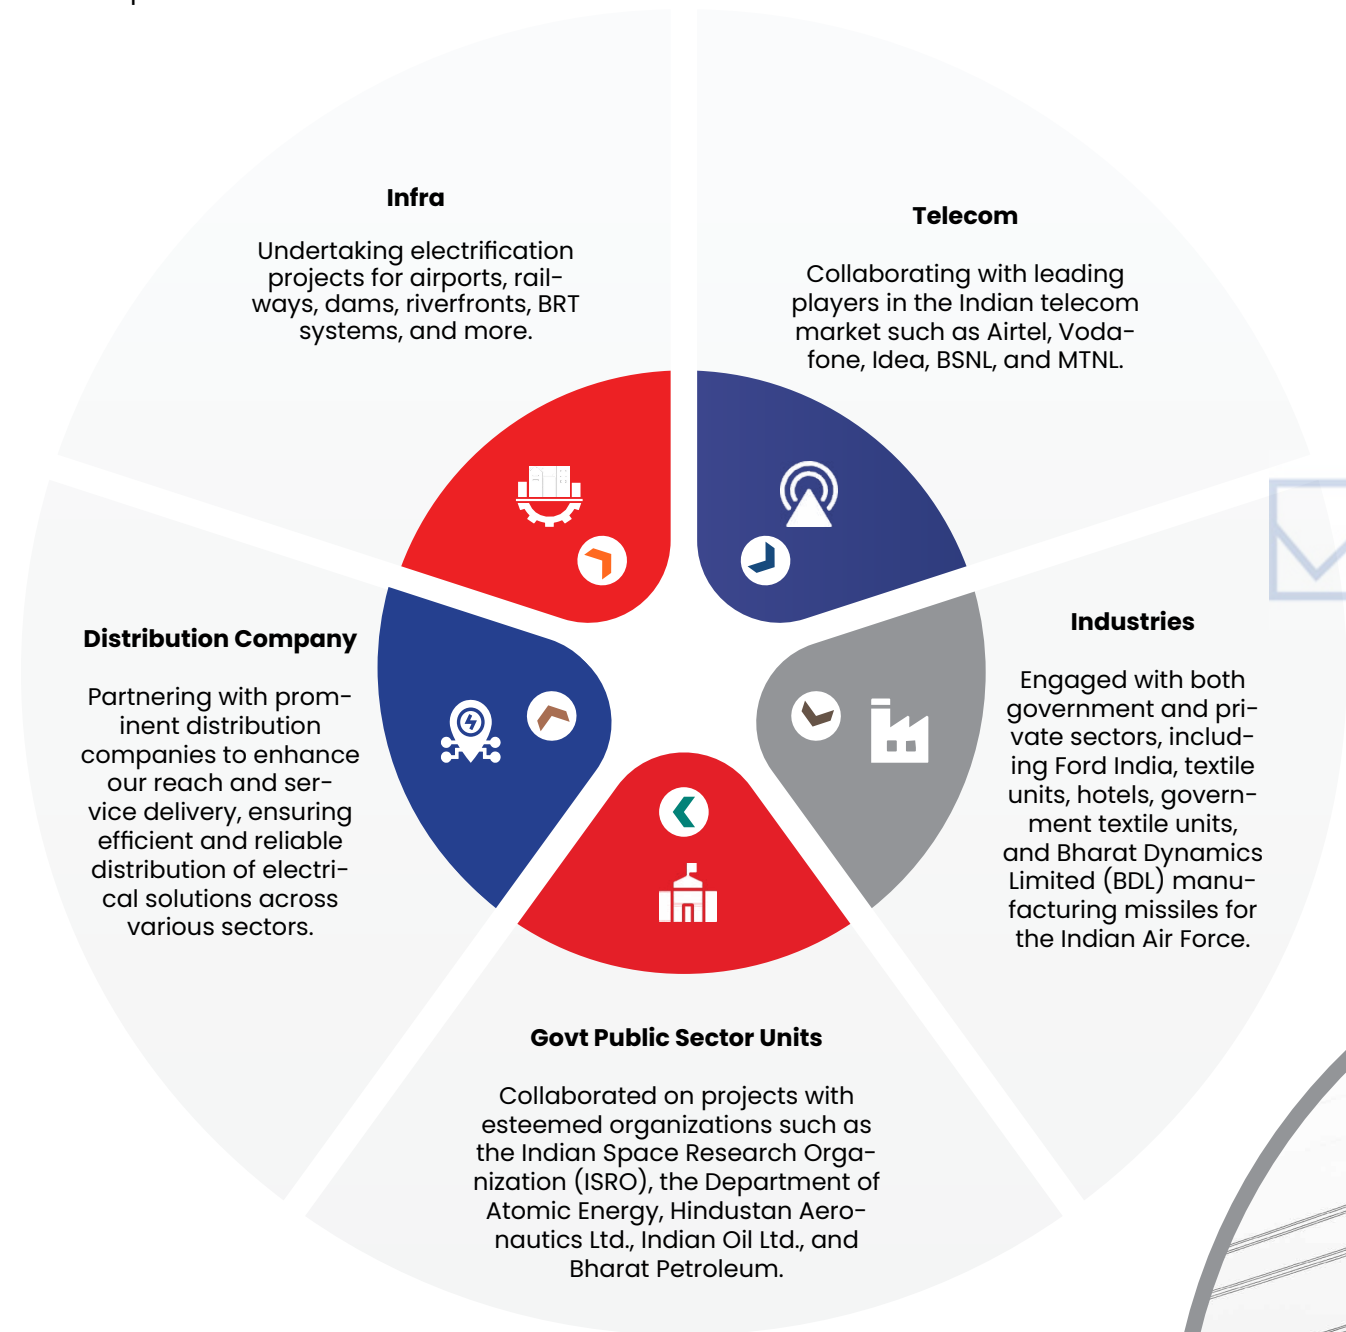 Infra
Undertaking electrification
projects for airports, rail-
ways, dams, riverfronts, BRT
systems, and more.
Telecom
Collaborating with leading
players in the Indian telecom
market such as Airtel, Voda-
fone, Idea, BSNL, and MTNL.
Distribution Company
Partnering with prom-
inent distribution
companies to enhance
our reach and ser-
vice delivery, ensuring
efficient and reliable
distribution of electri-
cal solutions across
various sectors.
Industries
Engaged with both
government and pri-
vate sectors, includ-
ing Ford India, textile
units, hotels, govern-
ment textile units,
and Bharat Dynamics
Limited (BDL) manu-
facturing missiles for
the Indian Air Force.
Govt Public Sector Units
Collaborated on projects with
esteemed organizations such as
the Indian Space Research Orga-
nization (ISRO), the Department of
Atomic Energy, Hindustan Aero-
nautics Ltd., Indian Oil Ltd., and
Bharat Petroleum.